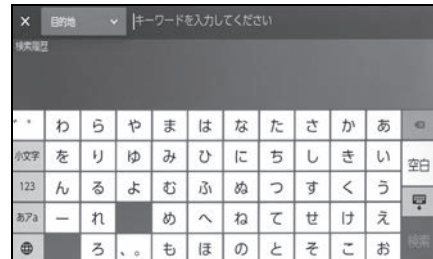 × 目的地 キーワードを入力してください
検索履歴
゛゜ わ ら や ま は な た さ か あ
小文字 を り ゆ み ひ に ち し き い 空白
123 ん る よ む ふ ぬ つ す く う
あア a ー れ め へ ね て せ け え
ろ 、。 も ほ の と そ こ お 検索